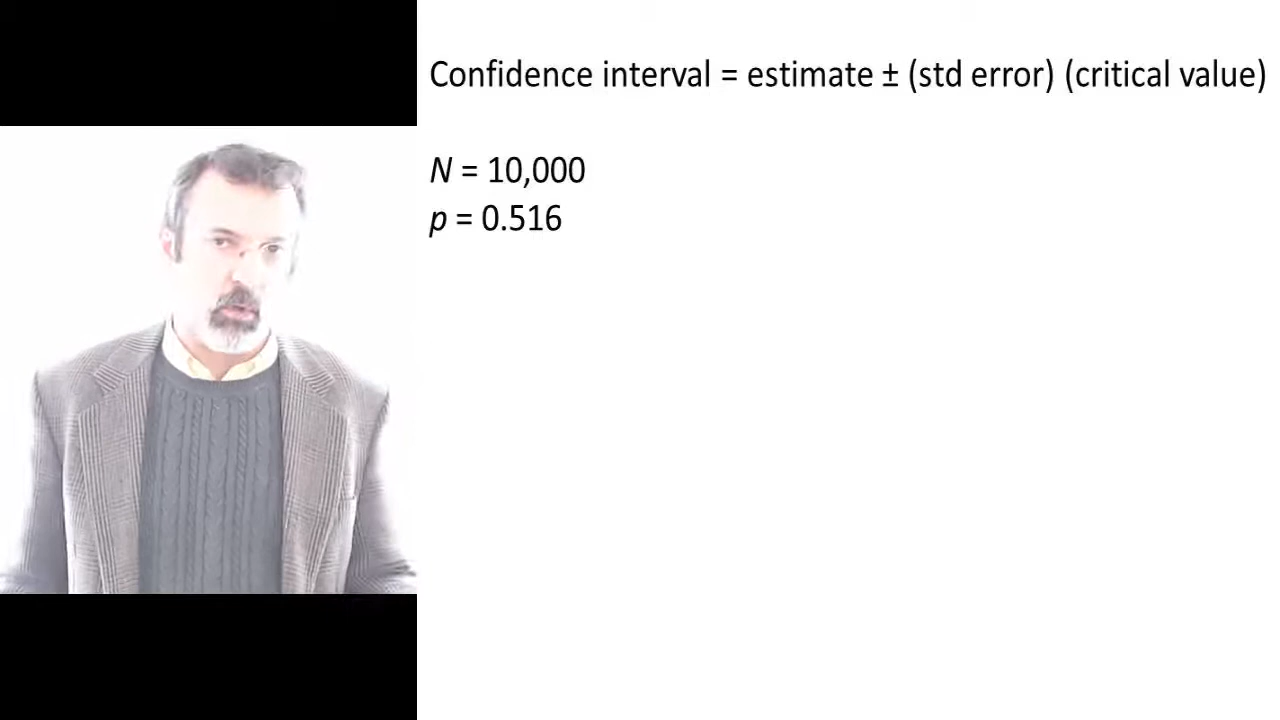 Confidence interval = estimate ± (std error) (critical value)
N = 10,000
p = 0.516